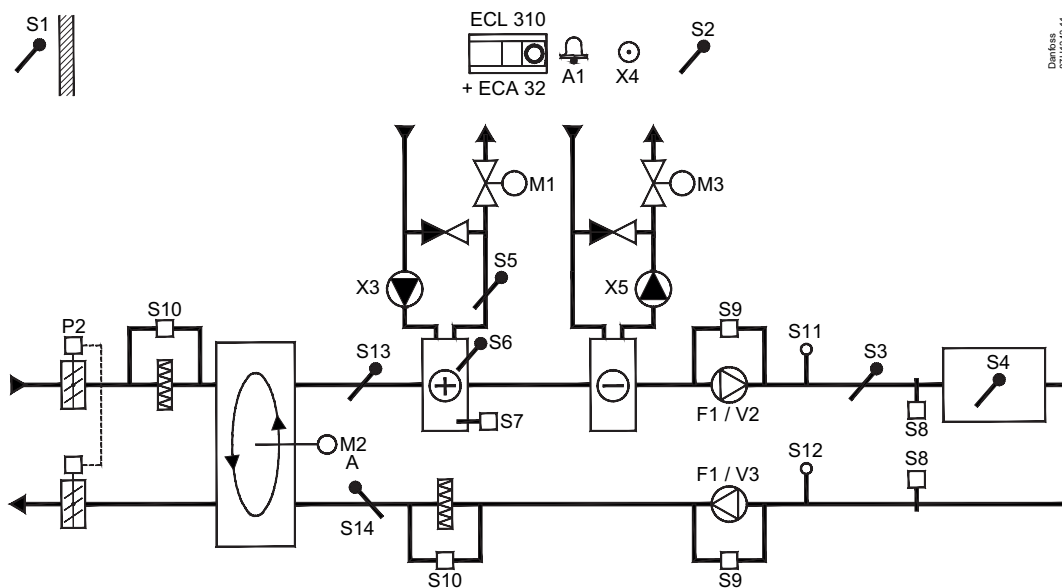 S1
ECL 310
+ ECA 32
A1
X4
S2
Danfoss
M1
M3
X3
S5
X5
P2
S10
S13
S6
S7
S9
F1 / V2
S11
S3
S4
S8
M2
A
S14
S10
F1 / V3
S9
S12
S8